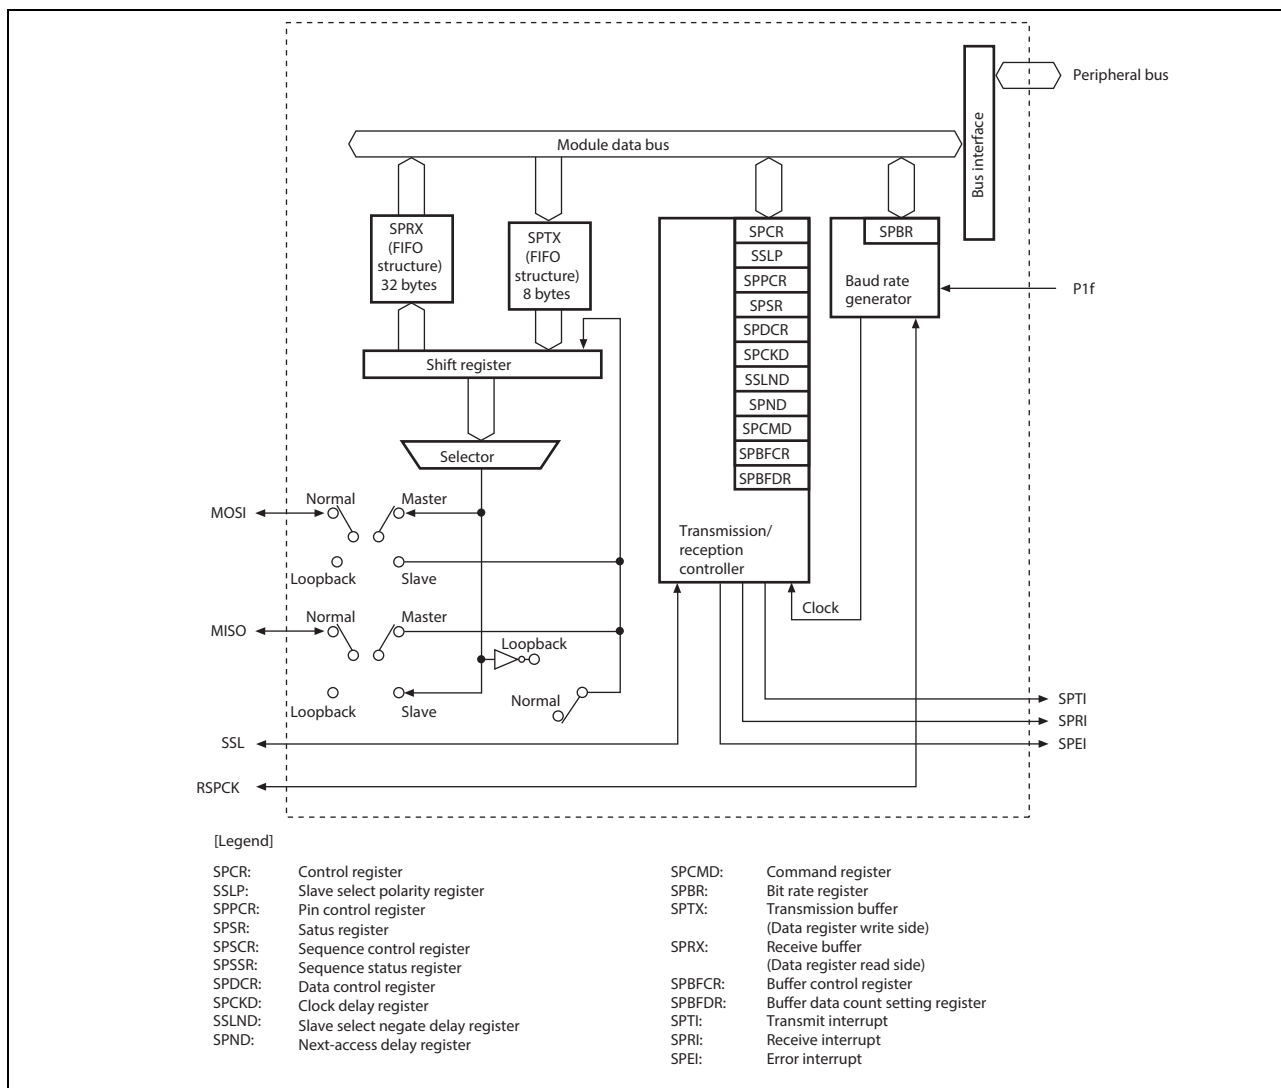 Peripheral bus
Bus interface
Module data bus
SPRX
(FIFO
structure)
32 bytes
SPTX
(FIFO
structure)
8 bytes
SPCR
SSLP
SPPCR
SPSR
SPDCR
SPCKD
SSLND
SPND
SPCMD
SPBFCR
SPBFDR
Transmission/
reception
controller
SPBR
Baud rate
generator
P1f
Shift register
Selector
MOSI
Normal
Master
Loopback
Slave
Clock
MISO
Normal
Master
Loopback
Loopback
Slave
Normal
SPTI
SPRI
SPEI
SSL
RSPCK
[Legend]
SPCR: Control register
SSLP: Slave select polarity register
SPPCR: Pin control register
SPSR: Satus register
SPSCR: Sequence control register
SPSSR: Sequence status register
SPDCR: Data control register
SPCKD: Clock delay register
SSLND: Slave select negate delay register
SPND: Next-access delay register
SPCMD: Command register
SPBR: Bit rate register
SPTX: Transmission buffer
(Data register write side)
SPRX: Receive buffer
(Data register read side)
SPBFCR: Buffer control register
SPBFDR: Buffer data count setting register
SPTI: Transmit interrupt
SPRI: Receive interrupt
SPEI: Error interrupt